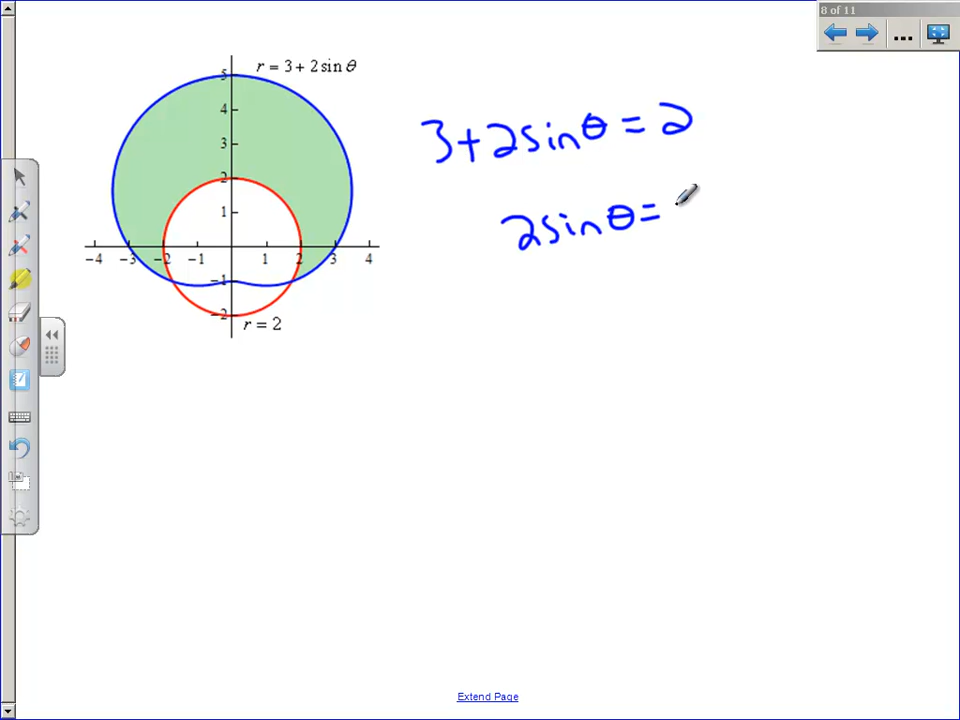 8 of 11
r = 3 + 2 sin θ
3+2sinθ=2
2sinθ=
5
4
3
2
1
−4 −3 −2 −1 1 2 3 4
−1
−2
r = 2
Extend Page